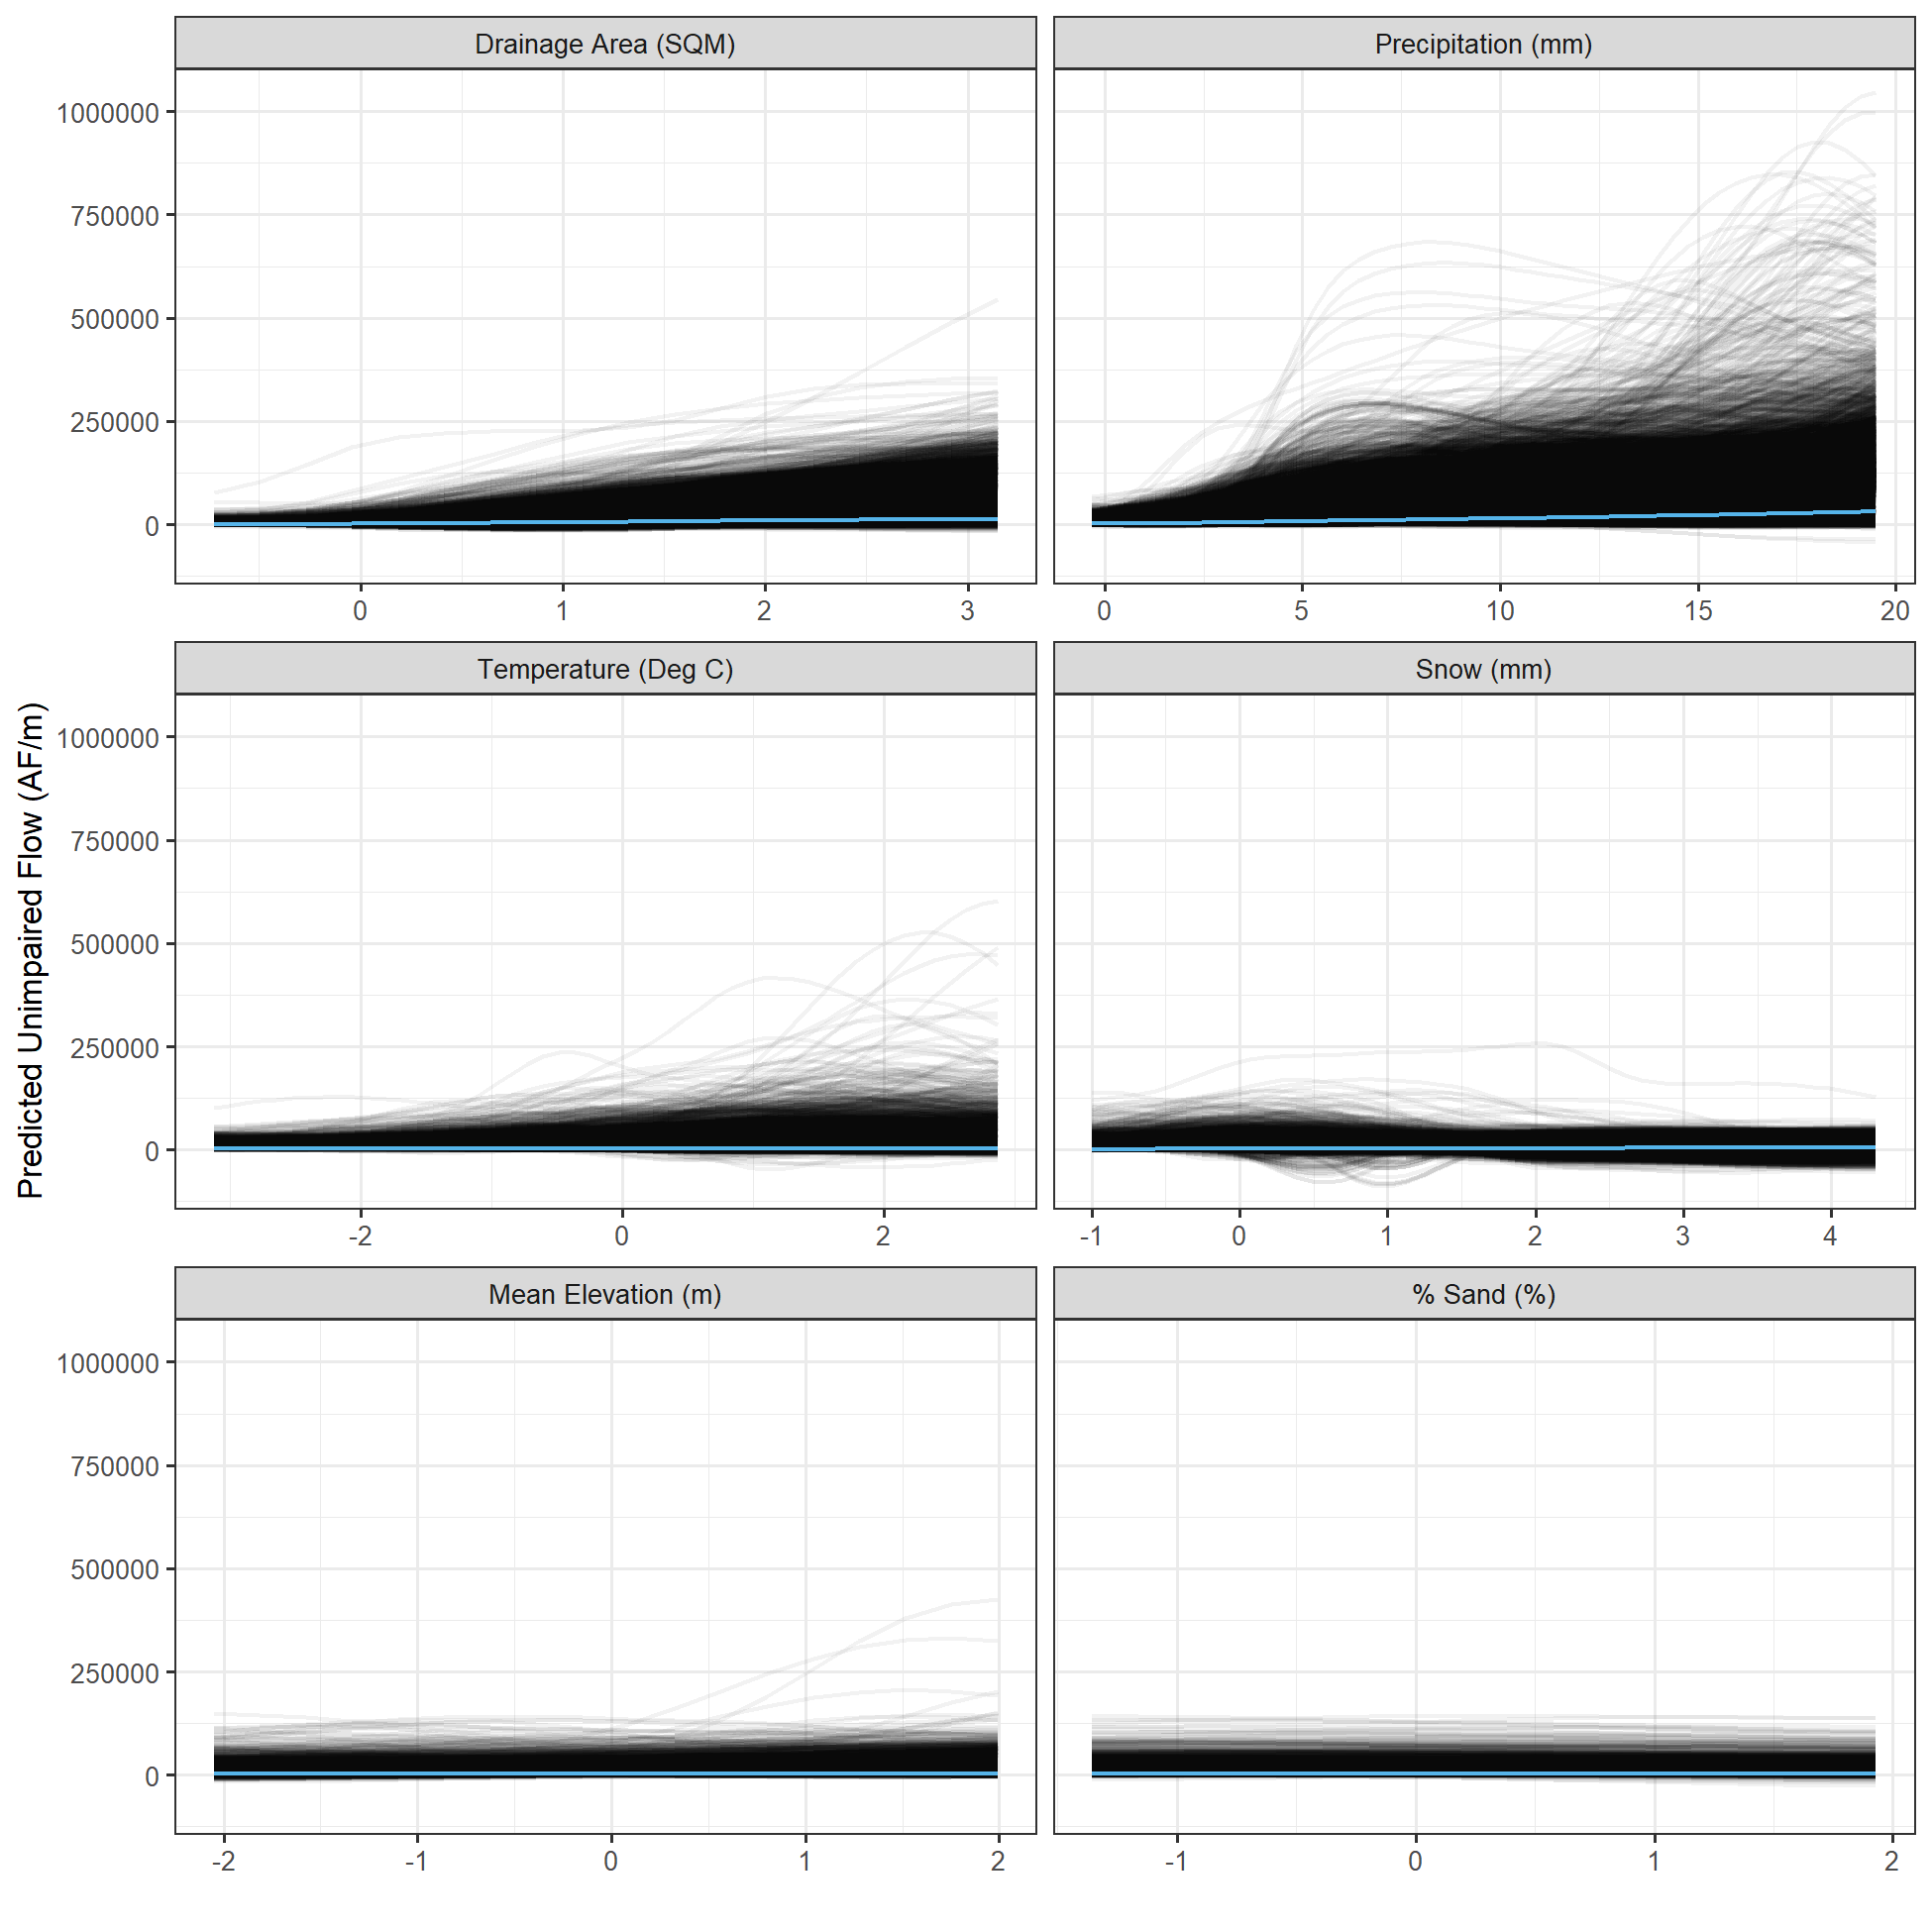 Drainage Area (SQM)
Precipitation (mm)
1000000
750000
500000
250000
0
0 1 2 3
0 5 10 15 20
Temperature (Deg C)
Snow (mm)
Predicted Unimpaired Flow (AF/m)
1000000
750000
500000
250000
0
-2 0 2
-1 0 1 2 3 4
Mean Elevation (m)
% Sand (%)
1000000
750000
500000
250000
0
-2 -1 0 1 2
-1 0 1 2